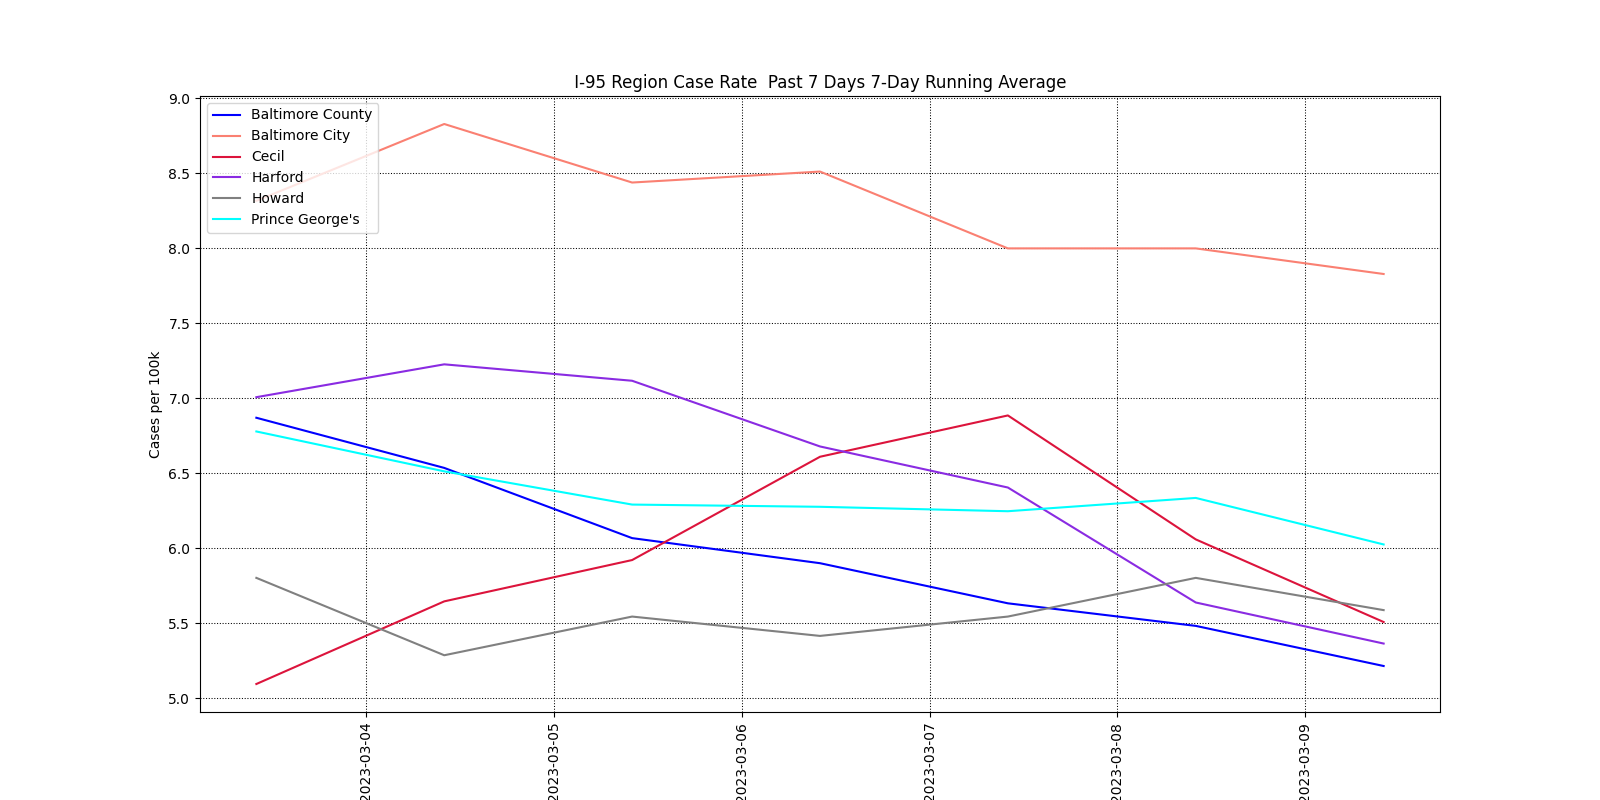 I-95 Region Case Rate  Past 7 Days 7-Day Running Average
Baltimore County
Baltimore City
Cecil
Harford
Howard
Prince George's
Cases per 100k
9.0
8.5
8.0
7.5
7.0
6.5
6.0
5.5
5.0
2023-03-04
2023-03-05
2023-03-06
2023-03-07
2023-03-08
2023-03-09